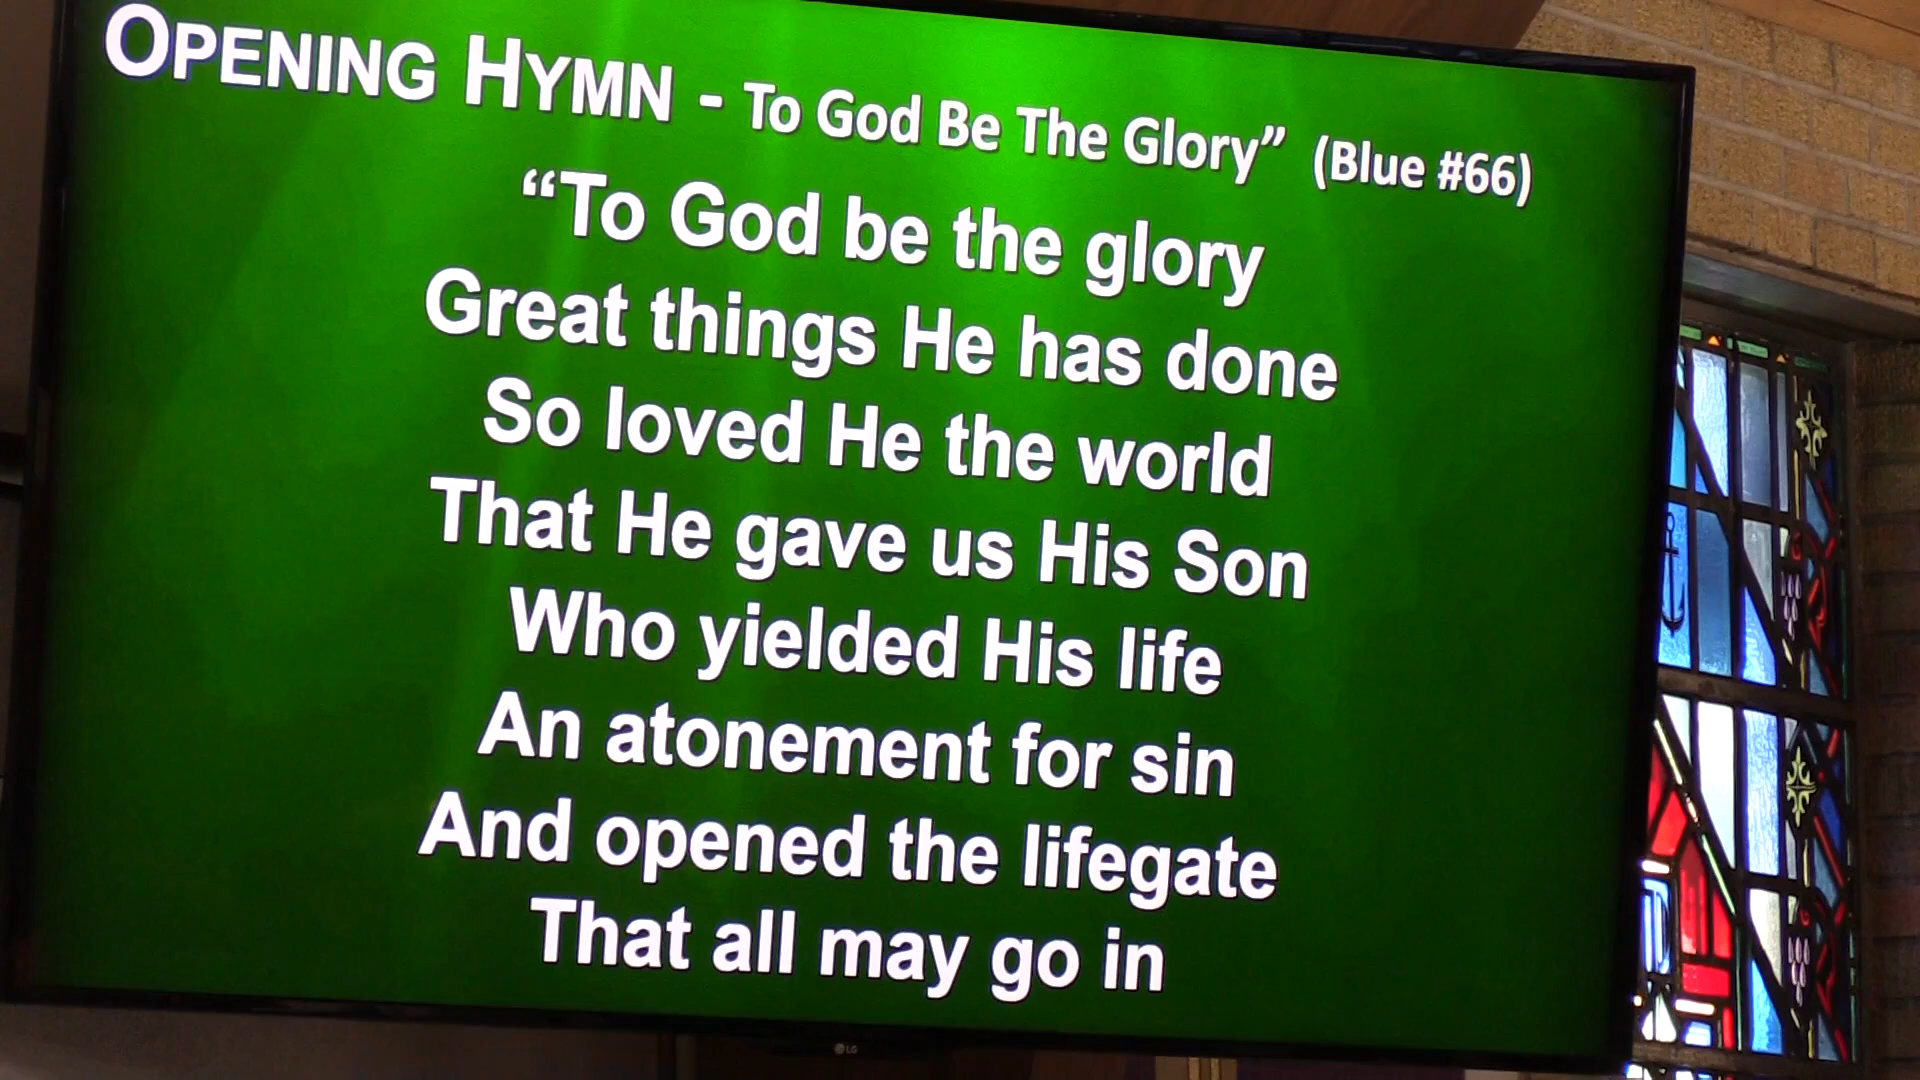 OPENING HYMN - To God Be The Glory” (Blue #66)
“To God be the glory
Great things He has done
So loved He the world
That He gave us His Son
Who yielded His life
An atonement for sin
And opened the lifegate
That all may go in
LG